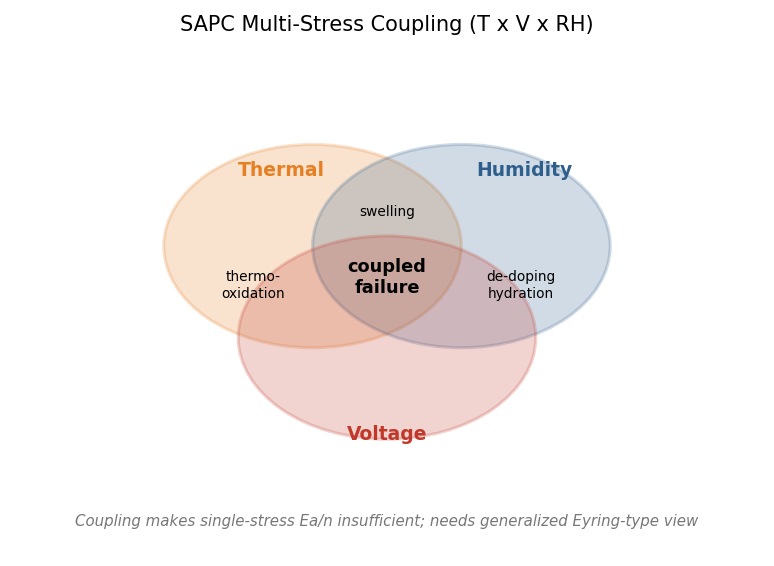 SAPC Multi-Stress Coupling (T x V x RH)
Thermal
Humidity
swelling
thermo-
oxidation
coupled
failure
de-doping
hydration
Voltage
Coupling makes single-stress Ea/n insufficient; needs generalized Eyring-type view